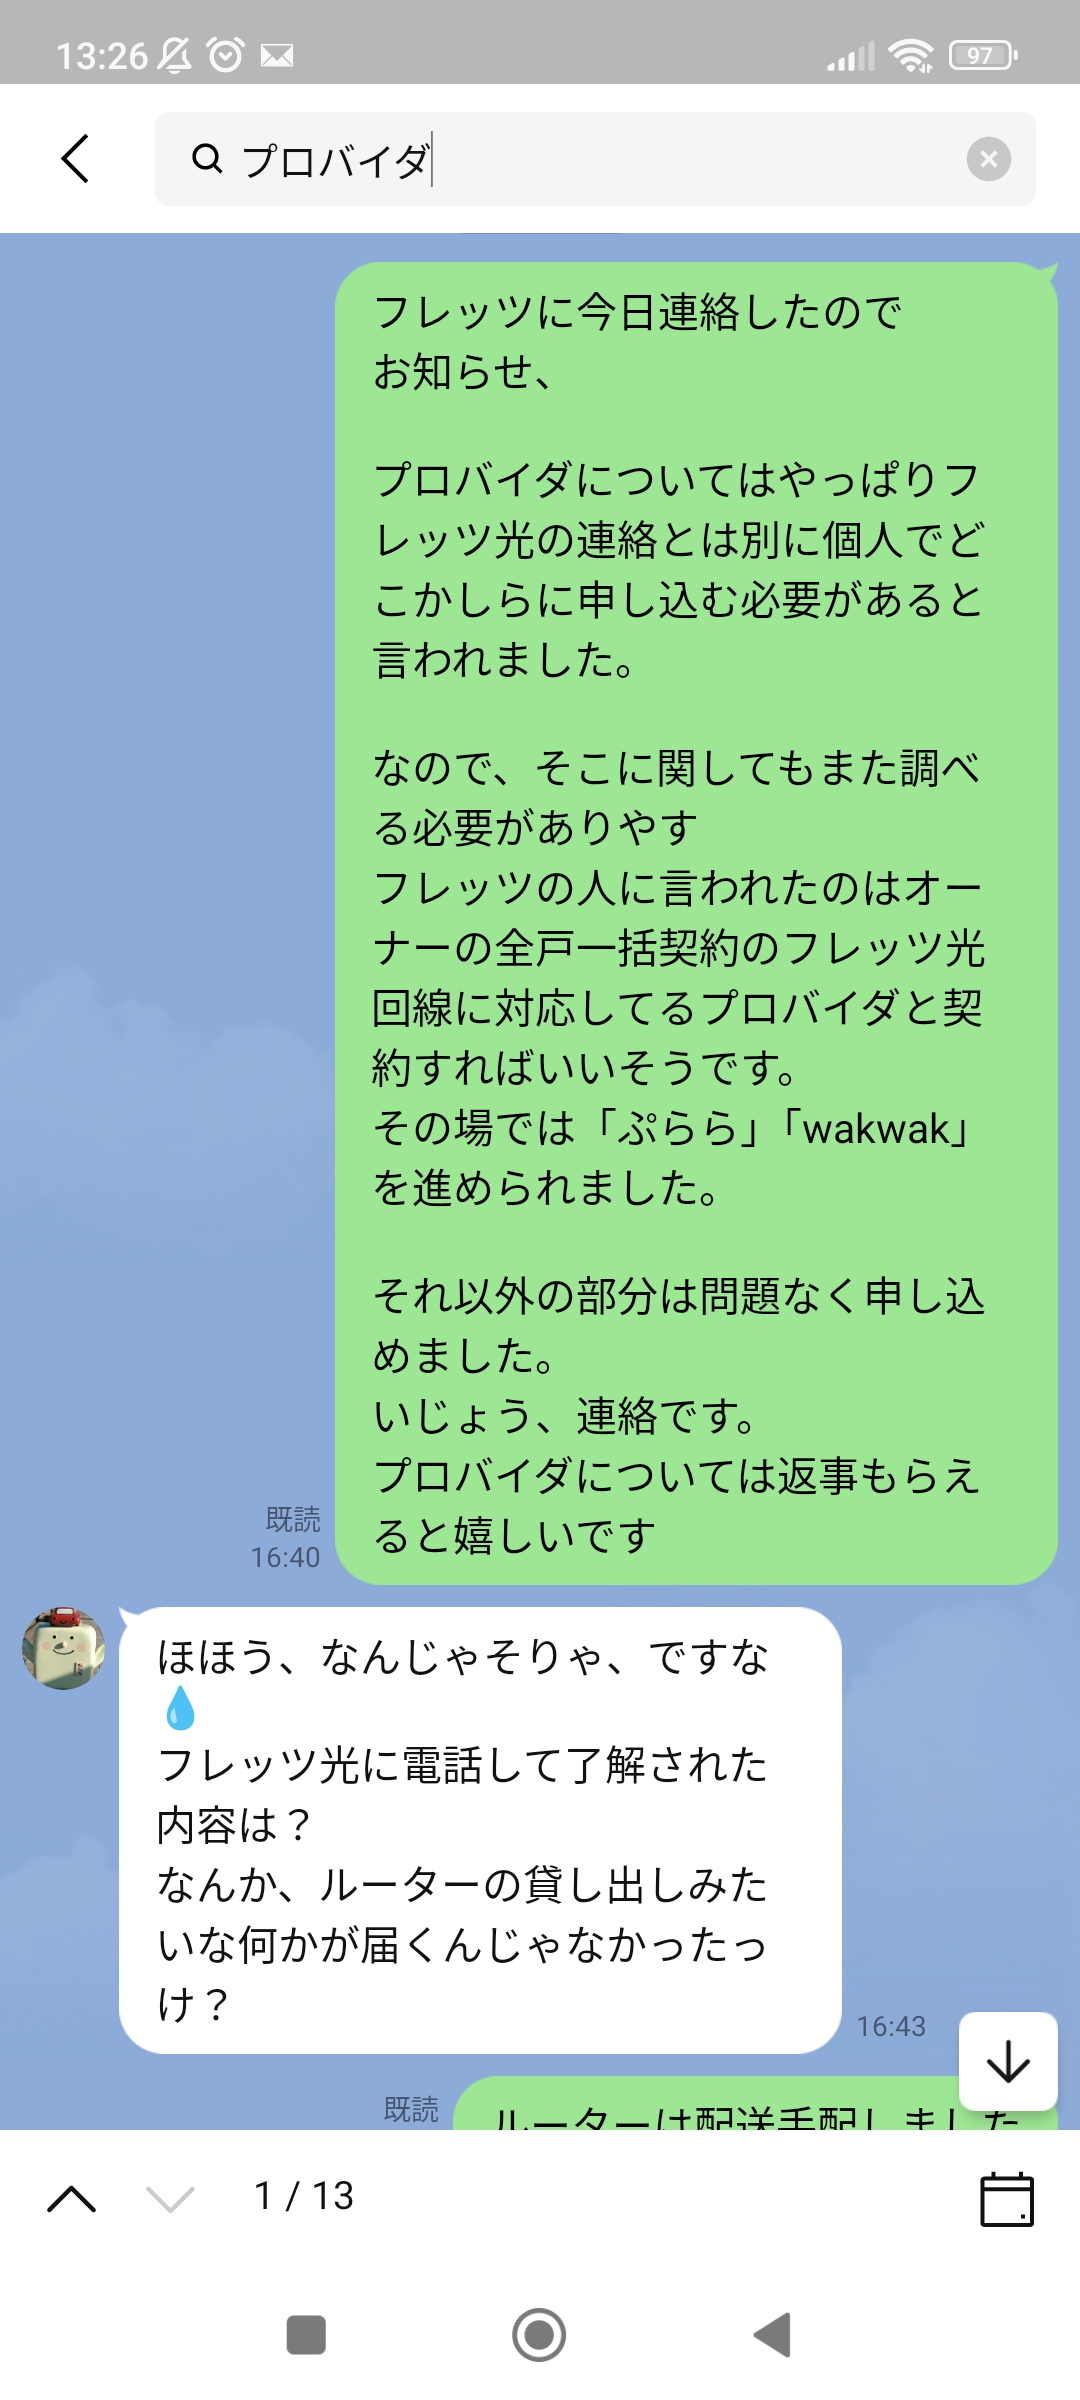 13:26
97
プロバイダ
フレッツに今日連絡したので
お知らせ、
プロバイダについてはやっぱりフ
レッツ光の連絡とは別に個人でど
こかしらに申し込む必要があると
言われました。
なので、そこに関してもまた調べ
る必要がありやす
フレッツの人に言われたのはオー
ナーの全戸一括契約のフレッツ光
回線に対応してるプロバイダと契
約すればいいそうです。
その場では「ぷらら」「wakwak」
を進められました。
それ以外の部分は問題なく申し込
めました。
いじょう、連絡です。
プロバイダについては返事もらえ
ると嬉しいです
既読
16:40
ほほう、なんじゃそりゃ、ですな
💧
フレッツ光に電話して了解された
内容は？
なんか、ルーターの貸し出しみた
いな何かが届くんじゃなかったっ
け？
16:43
既読
ルーターは配送手配しました
1 / 13